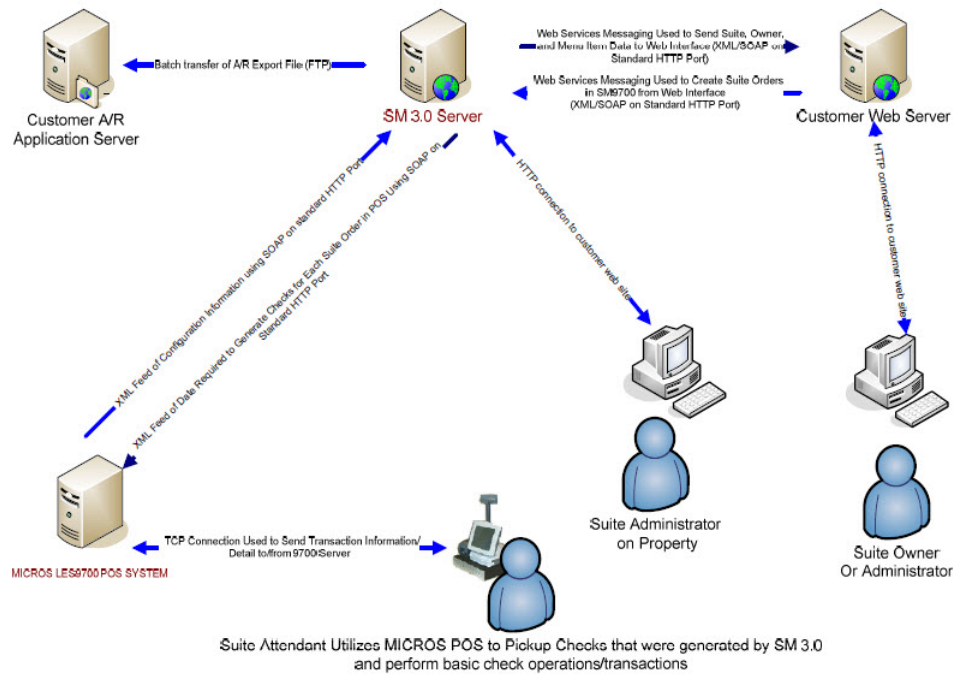 Web Services Messaging Used to Send Suite, Owner,
and Menu Item Data to Web Interface (XML/SOAP on
Standard HTTP Port)
Batch transfer of A/R Export File (FTP)
Web Services Messaging Used to Create Suite Orders
in SM9700 from Web Interface
(XML/SOAP on Standard HTTP Port)
Customer A/R
Application Server
SM 3.0 Server
Customer Web Server
XML Feed of Configuration Information using SOAP on standard HTTP Port
XML Feed of Date Required to Generate Checks for Each Suite Order in POS Using SOAP on
Standard HTTP Port
HTTP connection to customer web site
HTTP connection to customer web site
Suite Administrator
on Property
Suite Owner
Or Administrator
TCP Connection Used to Send Transaction Information/
Detail to/from 9700 Server
MICROS LES9700 POS SYSTEM
Suite Attendant Utilizes MICROS POS to Pickup Checks that were generated by SM 3.0
and perform basic check operations/transactions